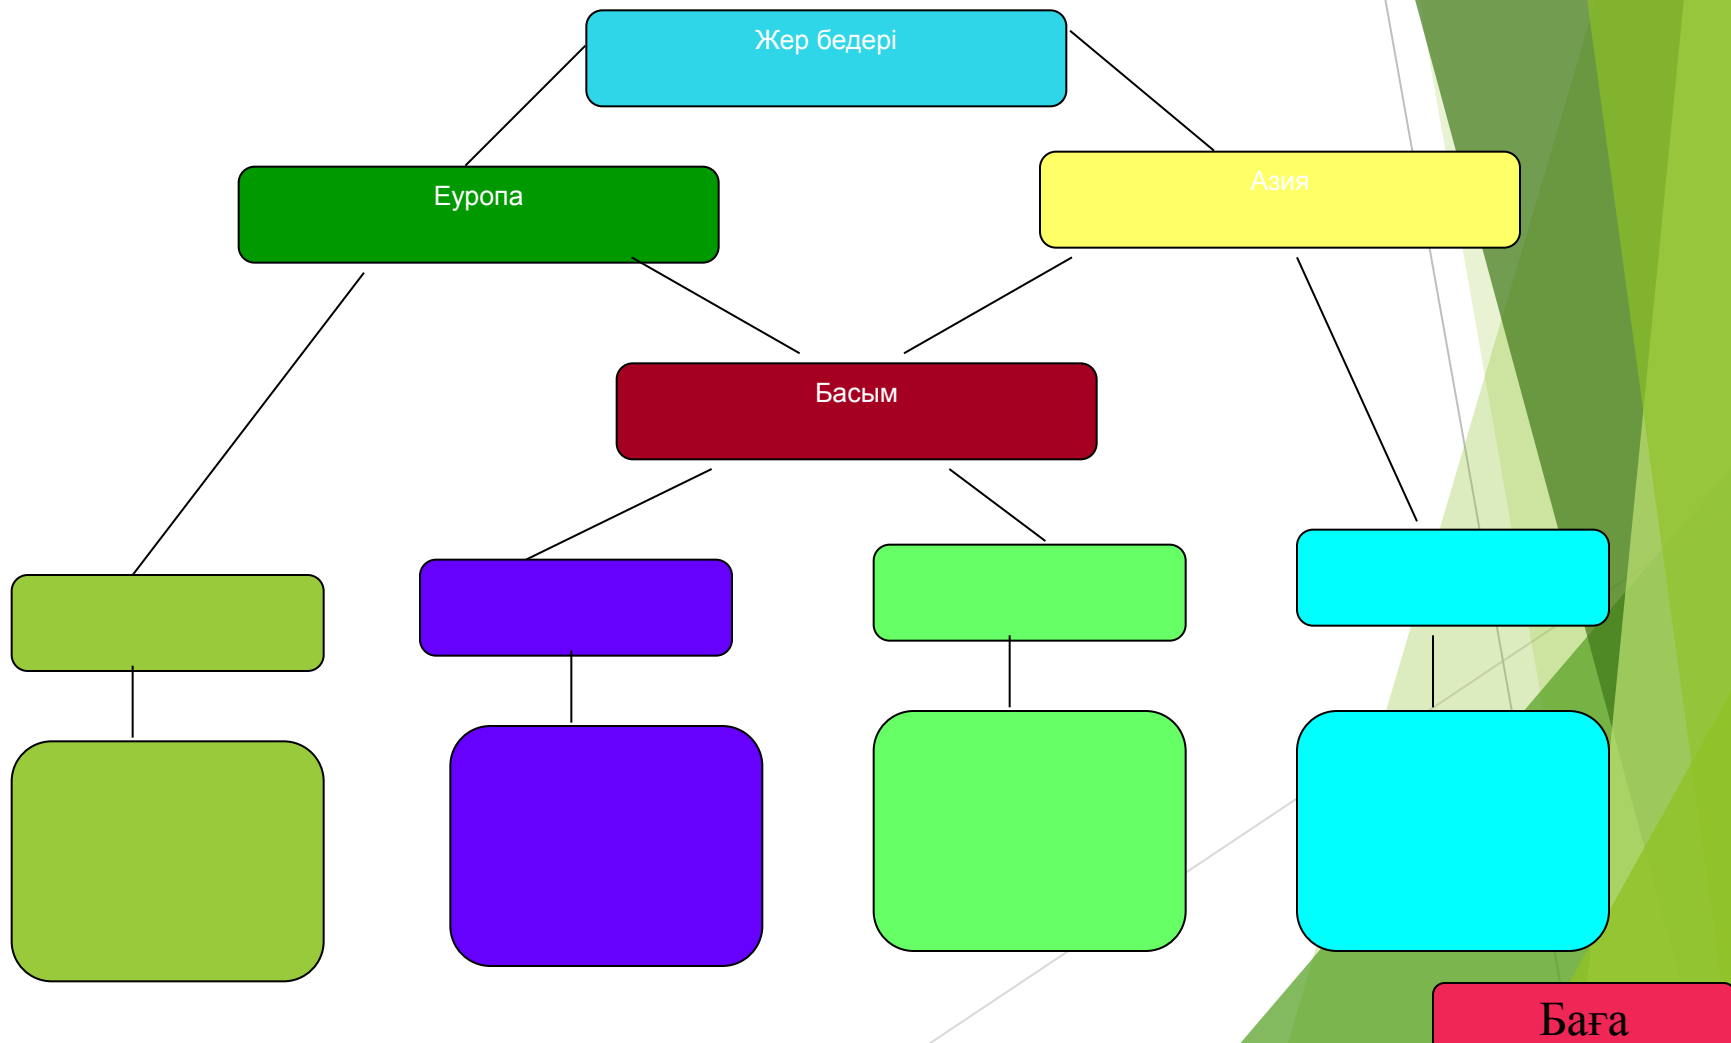 Жер бедері
Еуропа
Азия
Басым
Баға